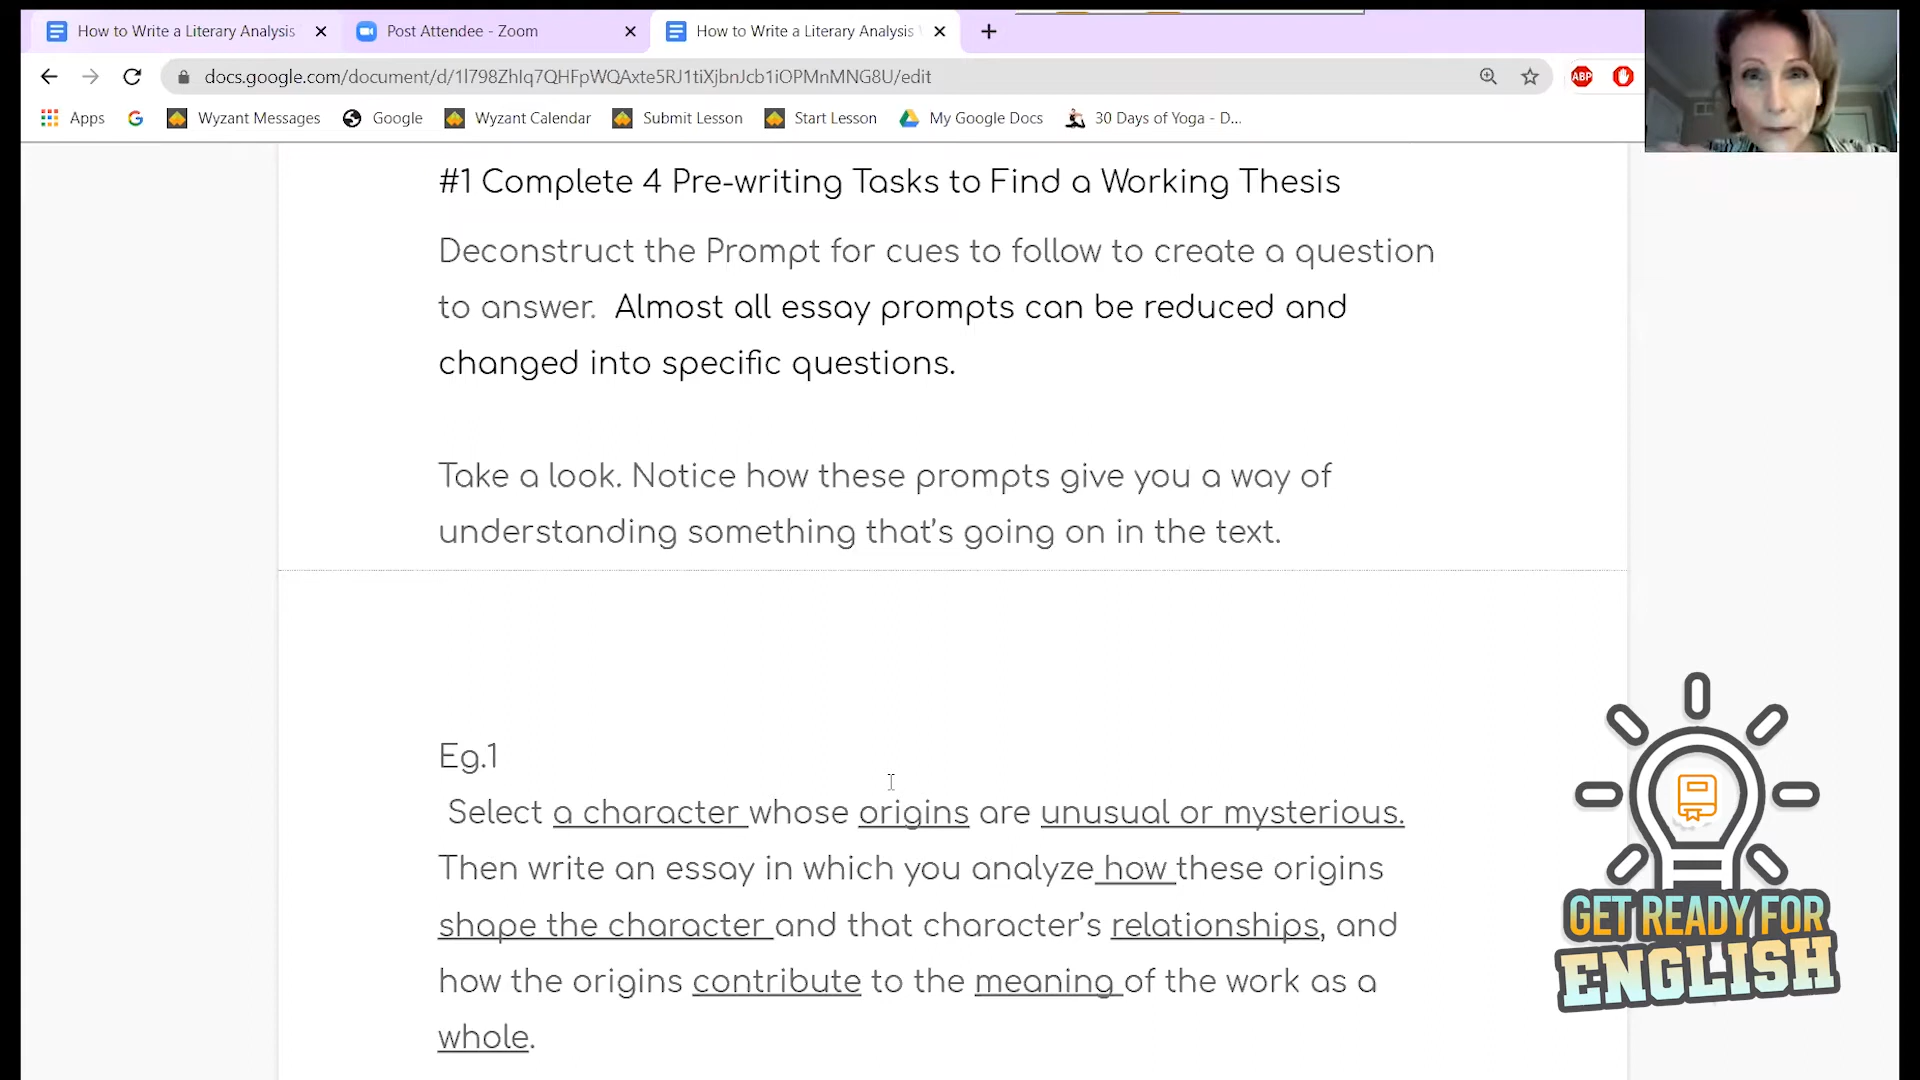 How to Write a Literary Analysis
Post Attendee - Zoom
How to Write a Literary Analysis
docs.google.com/document/d/1l798ZhIq7QHFpWQAxte5RJ1tiXjbnJcb1iOPMnMNG8U/edit
ABP
Apps
Wyzant Messages
Google
Wyzant Calendar
Submit Lesson
Start Lesson
My Google Docs
30 Days of Yoga - D...
#1 Complete 4 Pre-writing Tasks to Find a Working Thesis
Deconstruct the Prompt for cues to follow to create a question
to answer.  Almost all essay prompts can be reduced and
changed into specific questions.
Take a look. Notice how these prompts give you a way of
understanding something that's going on in the text.
Eg.1
Select a character whose origins are unusual or mysterious.
Then write an essay in which you analyze how these origins
shape the character and that character's relationships, and
how the origins contribute to the meaning of the work as a
whole.
GET READY FOR
ENGLISH